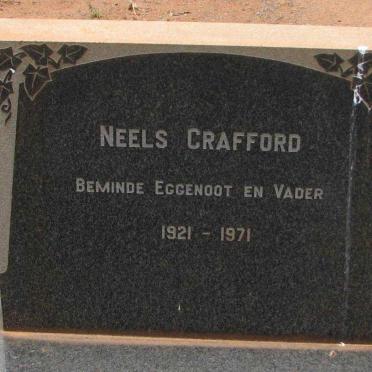 NEELS CRAFFORD
BEMINDE EGGENOOT EN VADER
1921 - 1971